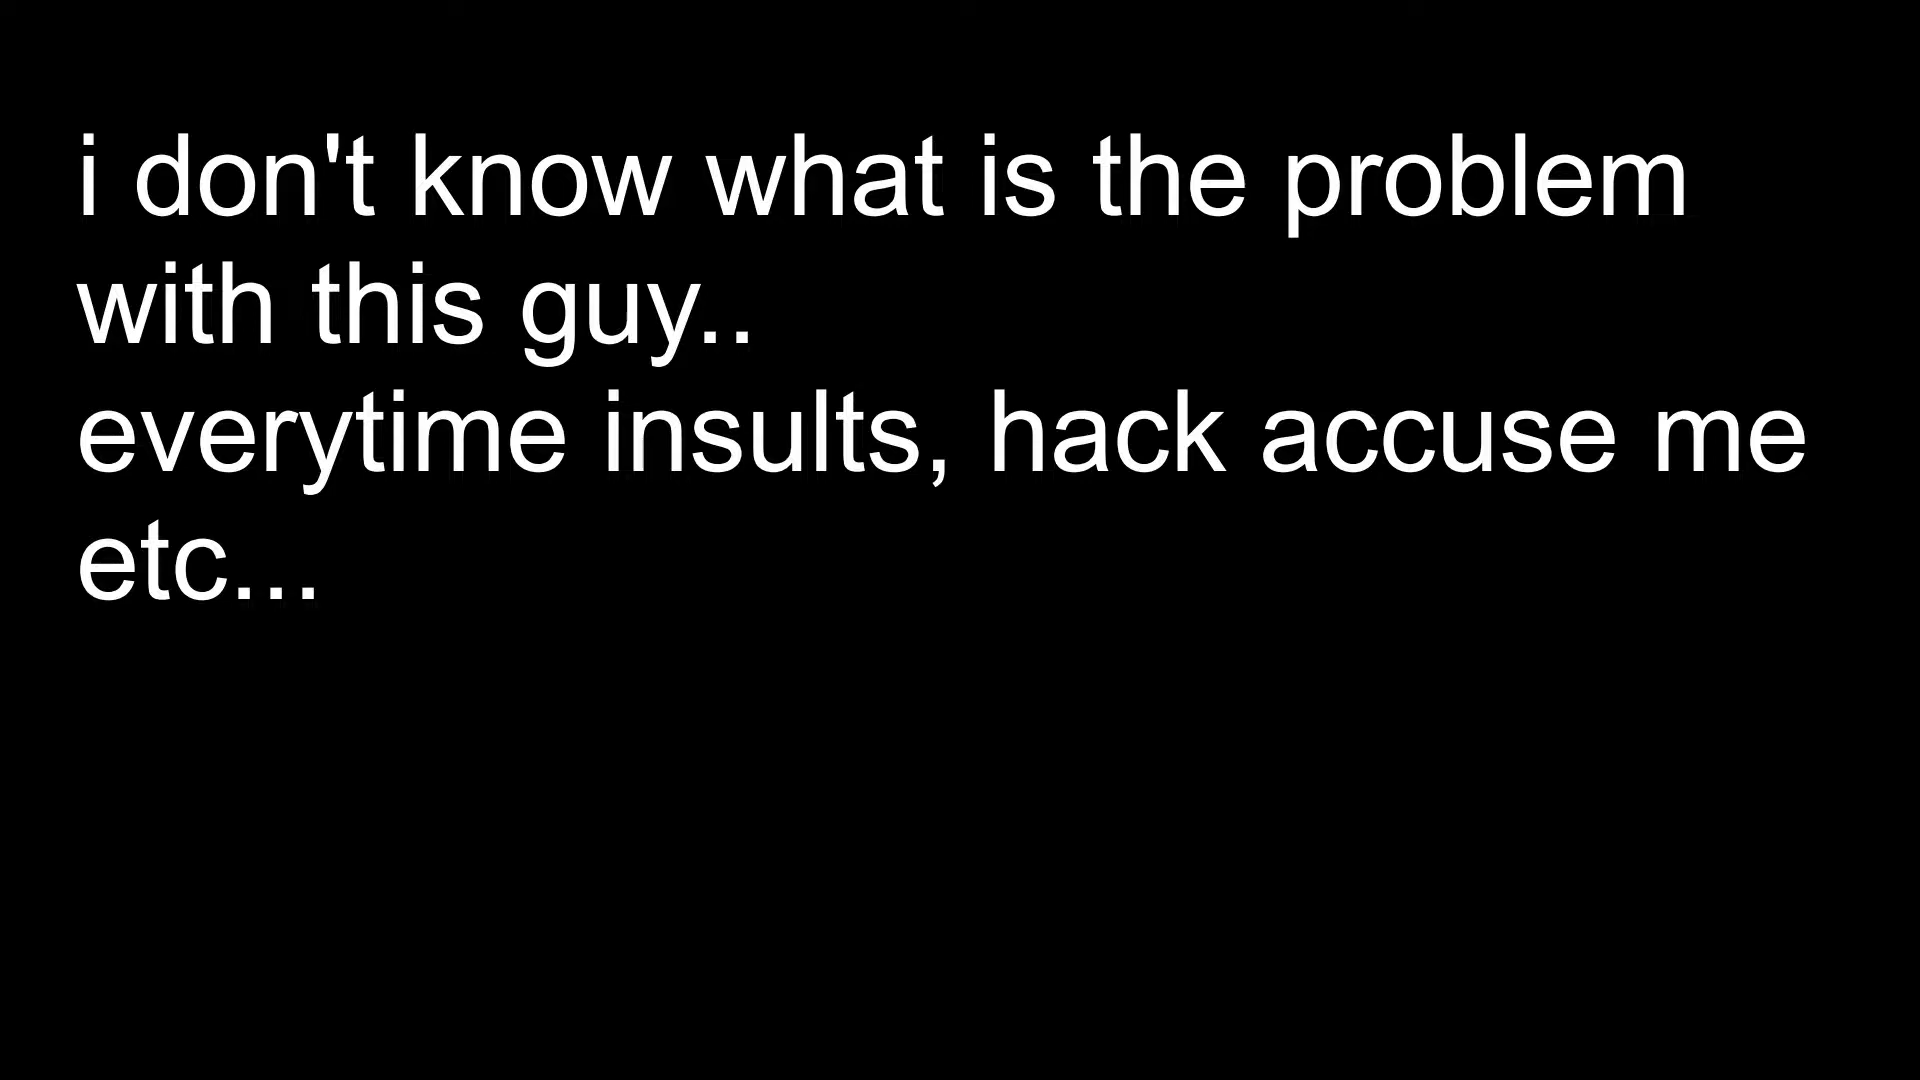 i don't know what is the problem
with this guy..
everytime insults, hack accuse me
etc...